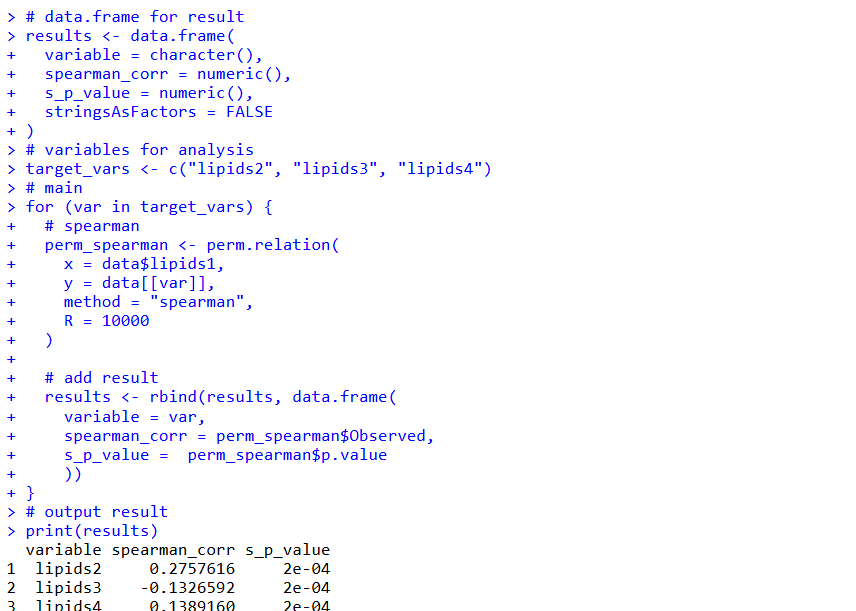 > # data.frame for result
> results <- data.frame(
+   variable = character(),
+   spearman_corr = numeric(),
+   s_p_value = numeric(),
+   stringsAsFactors = FALSE
+ )
> # variables for analysis
> target_vars <- c("lipids2", "lipids3", "lipids4")
> # main
> for (var in target_vars) {
+   # spearman
+   perm_spearman <- perm.relation(
+     x = data$lipids1,
+     y = data[[var]],
+     method = "spearman",
+     R = 10000
+   )
+
+   # add result
+   results <- rbind(results, data.frame(
+     variable = var,
+     spearman_corr = perm_spearman$Observed,
+     s_p_value =  perm_spearman$p.value
+     ))
+ }
> # output result
> print(results)
  variable spearman_corr s_p_value
1  lipids2     0.2757616     2e-04
2  lipids3    -0.1326592     2e-04
3  lipids4     0.1389160     2e-04